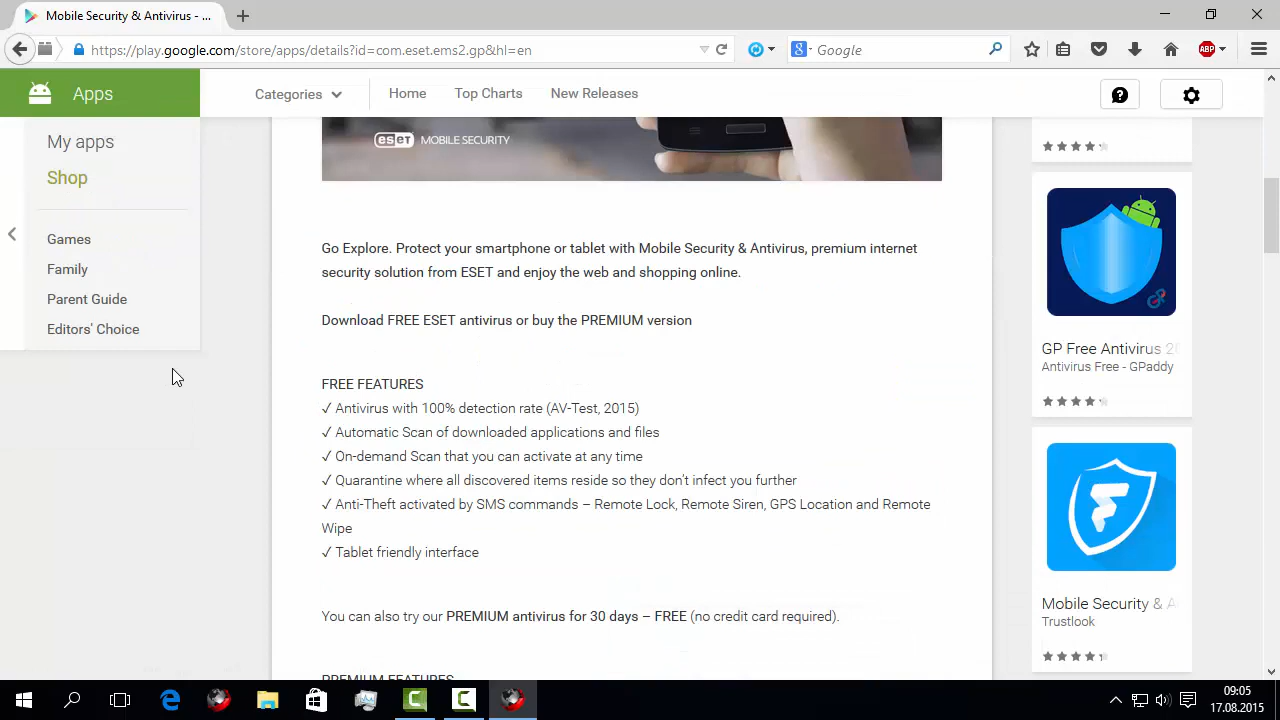 Mobile Security & Antivirus - ...
https://play.google.com/store/apps/details?id=com.eset.ems2.gp&hl=en
8
Google
ABP
Apps
Categories
Home
Top Charts
New Releases
My apps
Shop
Games
Family
Parent Guide
Editors' Choice
eset MOBILE SECURITY
Go Explore. Protect your smartphone or tablet with Mobile Security & Antivirus, premium internet
security solution from ESET and enjoy the web and shopping online.
Download FREE ESET antivirus or buy the PREMIUM version
FREE FEATURES
✓ Antivirus with 100% detection rate (AV-Test, 2015)
✓ Automatic Scan of downloaded applications and files
✓ On-demand Scan that you can activate at any time
✓ Quarantine where all discovered items reside so they don't infect you further
✓ Anti-Theft activated by SMS commands – Remote Lock, Remote Siren, GPS Location and Remote
Wipe
✓ Tablet friendly interface
You can also try our PREMIUM antivirus for 30 days – FREE (no credit card required).
PREMIUM FEATURES
GP Free Antivirus 20
Antivirus Free - GPaddy
Mobile Security & A
Trustlook
09:05
17.08.2015